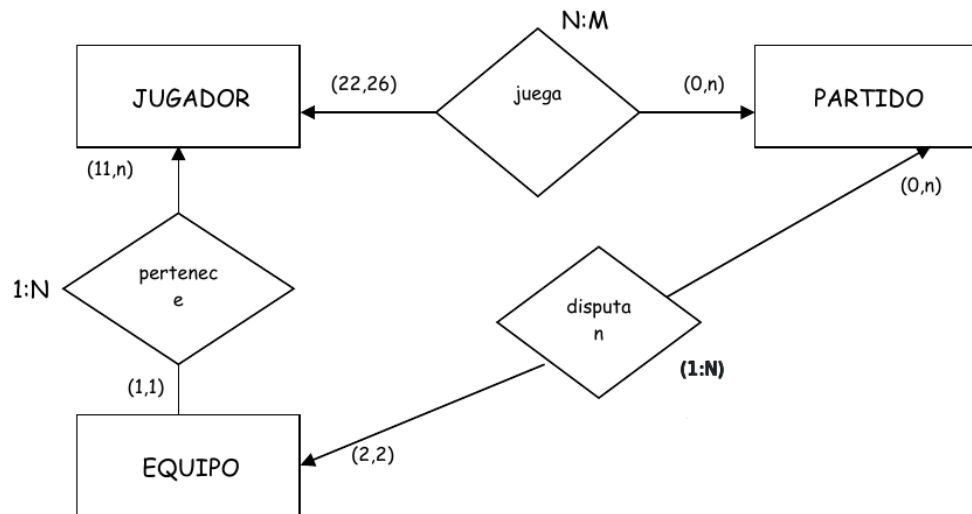 N:M
JUGADOR
(22,26)
juega
(0,n)
PARTIDO
(11,n)
(0,n)
1:N
pertenec
e
disputa
n
(1:N)
(1,1)
EQUIPO
(2,2)